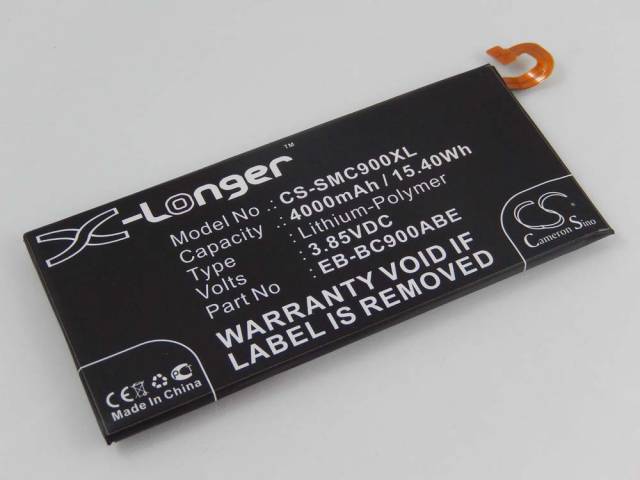 X-Longer™
Model No : CS-SMC900XL
Capacity : 4000mAh / 15.40Wh
Type : Lithium-Polymer
Volts : 3.85VDC
Part No : EB-BC900ABE
WARRANTY VOID IF
LABEL IS REMOVED
CS
Cameron Sino
CE
Made In China